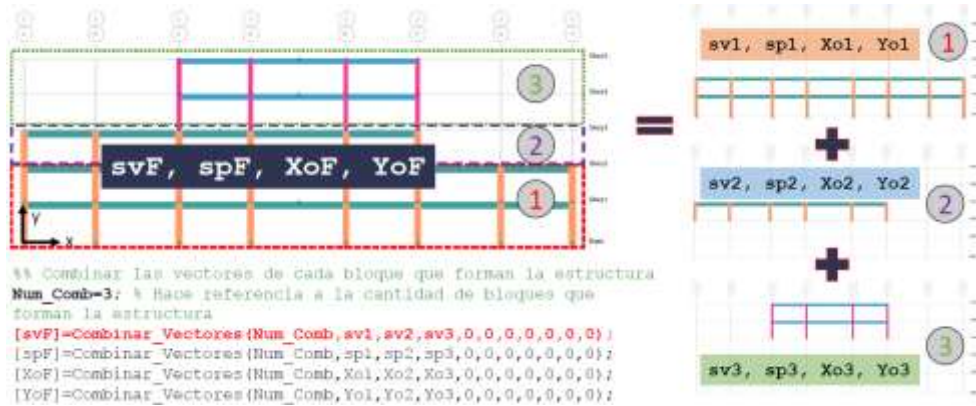 sv1, sp1, Xo1, Yo1
1
3
2
svF, spF, XoF, YoF
=
+
sv2, sp2, Xo2, Yo2
2
1
y
x
+
%% Combinar las vectores de cada bloque que forman la estructura
Num_Comb=3; % Hace referencia a la cantidad de bloques que
forman la estructura
[svF]=Combinar_Vectores(Num_Comb,sv1,sv2,sv3,0,0,0,0,0,0,0);
[spF]=Combinar_Vectores(Num_Comb,sp1,sp2,sp3,0,0,0,0,0,0,0);
[XoF]=Combinar_Vectores(Num_Comb,Xo1,Xo2,Xo3,0,0,0,0,0,0,0);
[YoF]=Combinar_Vectores(Num_Comb,Yo1,Yo2,Yo3,0,0,0,0,0,0,0);
3
sv3, sp3, Xo3, Yo3